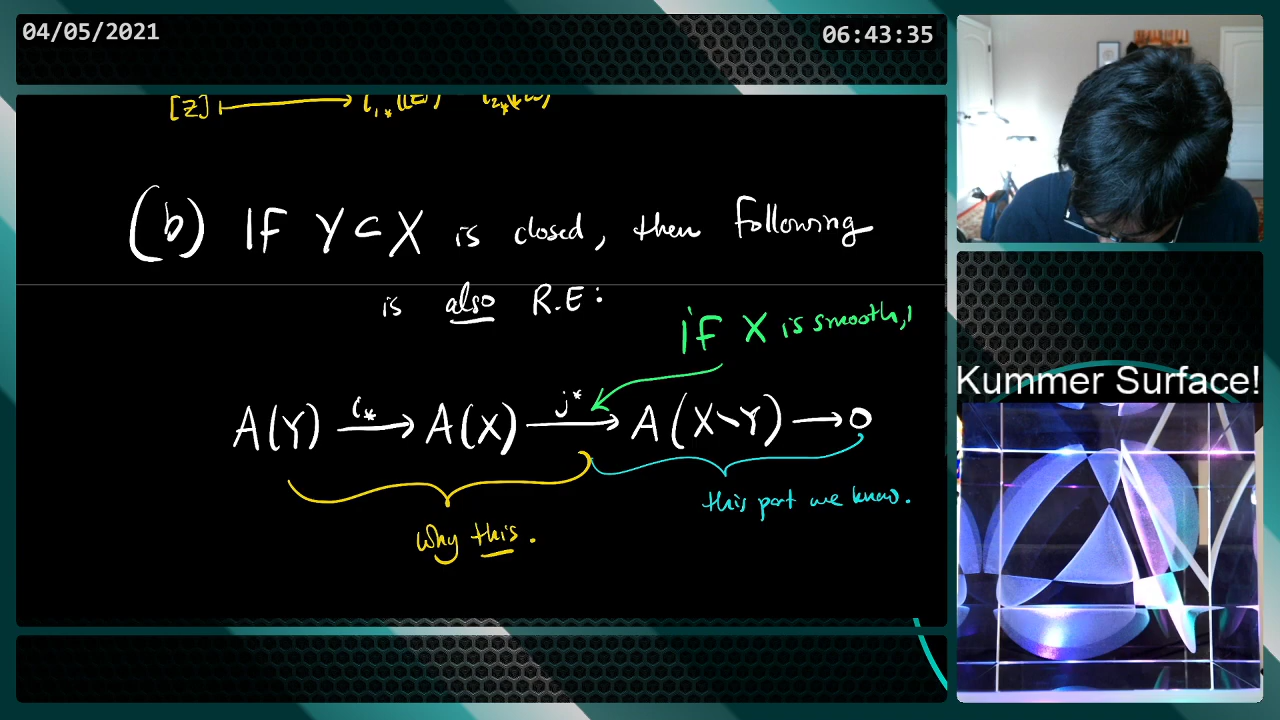 04/05/2021
06:43:35
[Z] ⟼
(b) IF Y ⊂ X is closed, then following
is also R.E:
if X is smooth,
A(Y) —ι_*→ A(X) —j^*→ A(X∖Y) → 0
this part we know.
Why this.
Kummer Surface!